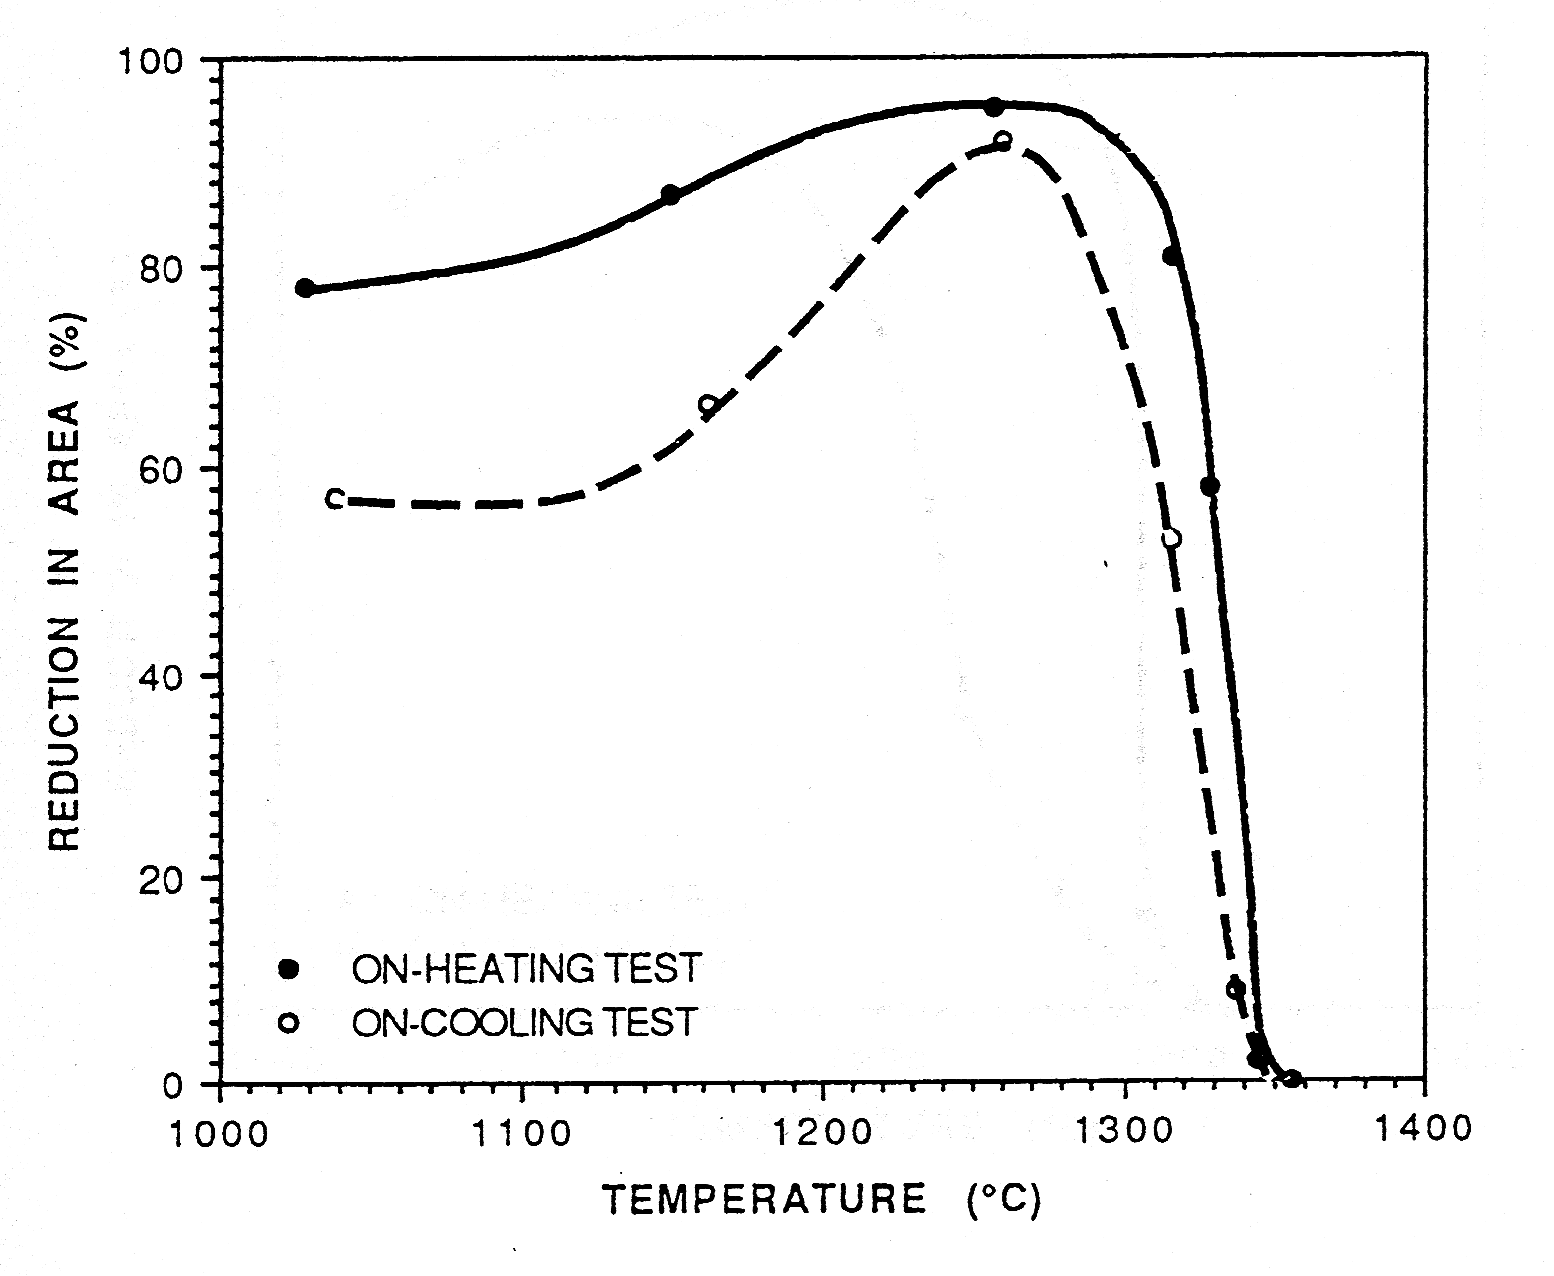 100
80
60
40
20
0
REDUCTION IN AREA (%)
ON-HEATING TEST
ON-COOLING TEST
1000 1100 1200 1300 1400
TEMPERATURE (°C)